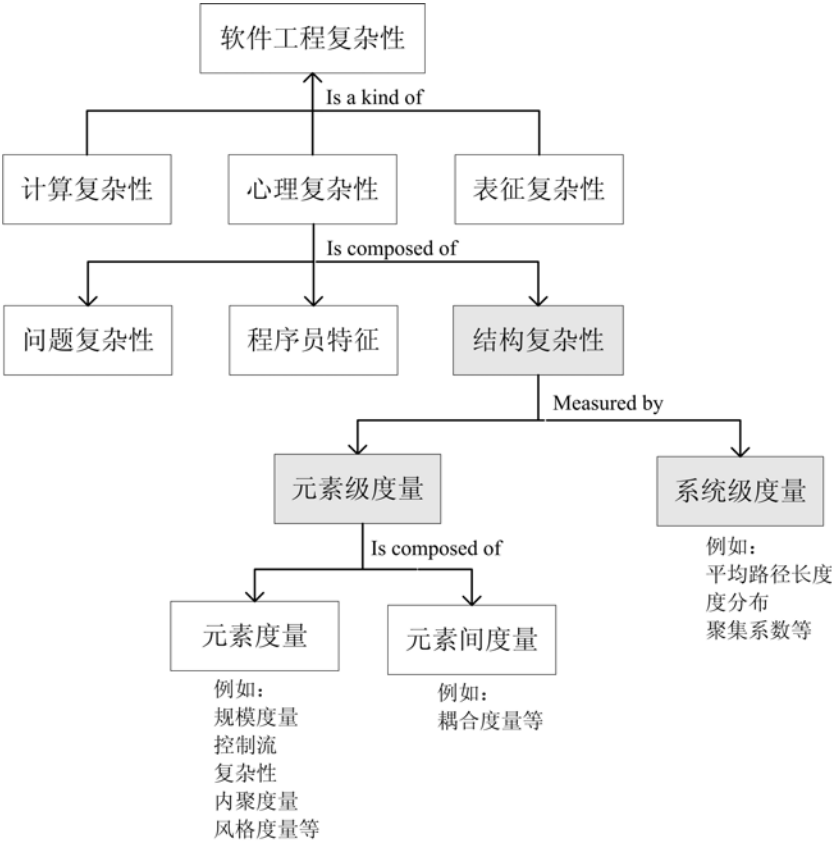 软件工程复杂性
Is a kind of
计算复杂性
心理复杂性
表征复杂性
Is composed of
问题复杂性
程序员特征
结构复杂性
Measured by
元素级度量
系统级度量
例如：
平均路径长度
度分布
聚集系数等
Is composed of
元素度量
元素间度量
例如：
规模度量
控制流
复杂性
内聚度量
风格度量等
例如：
耦合度量等